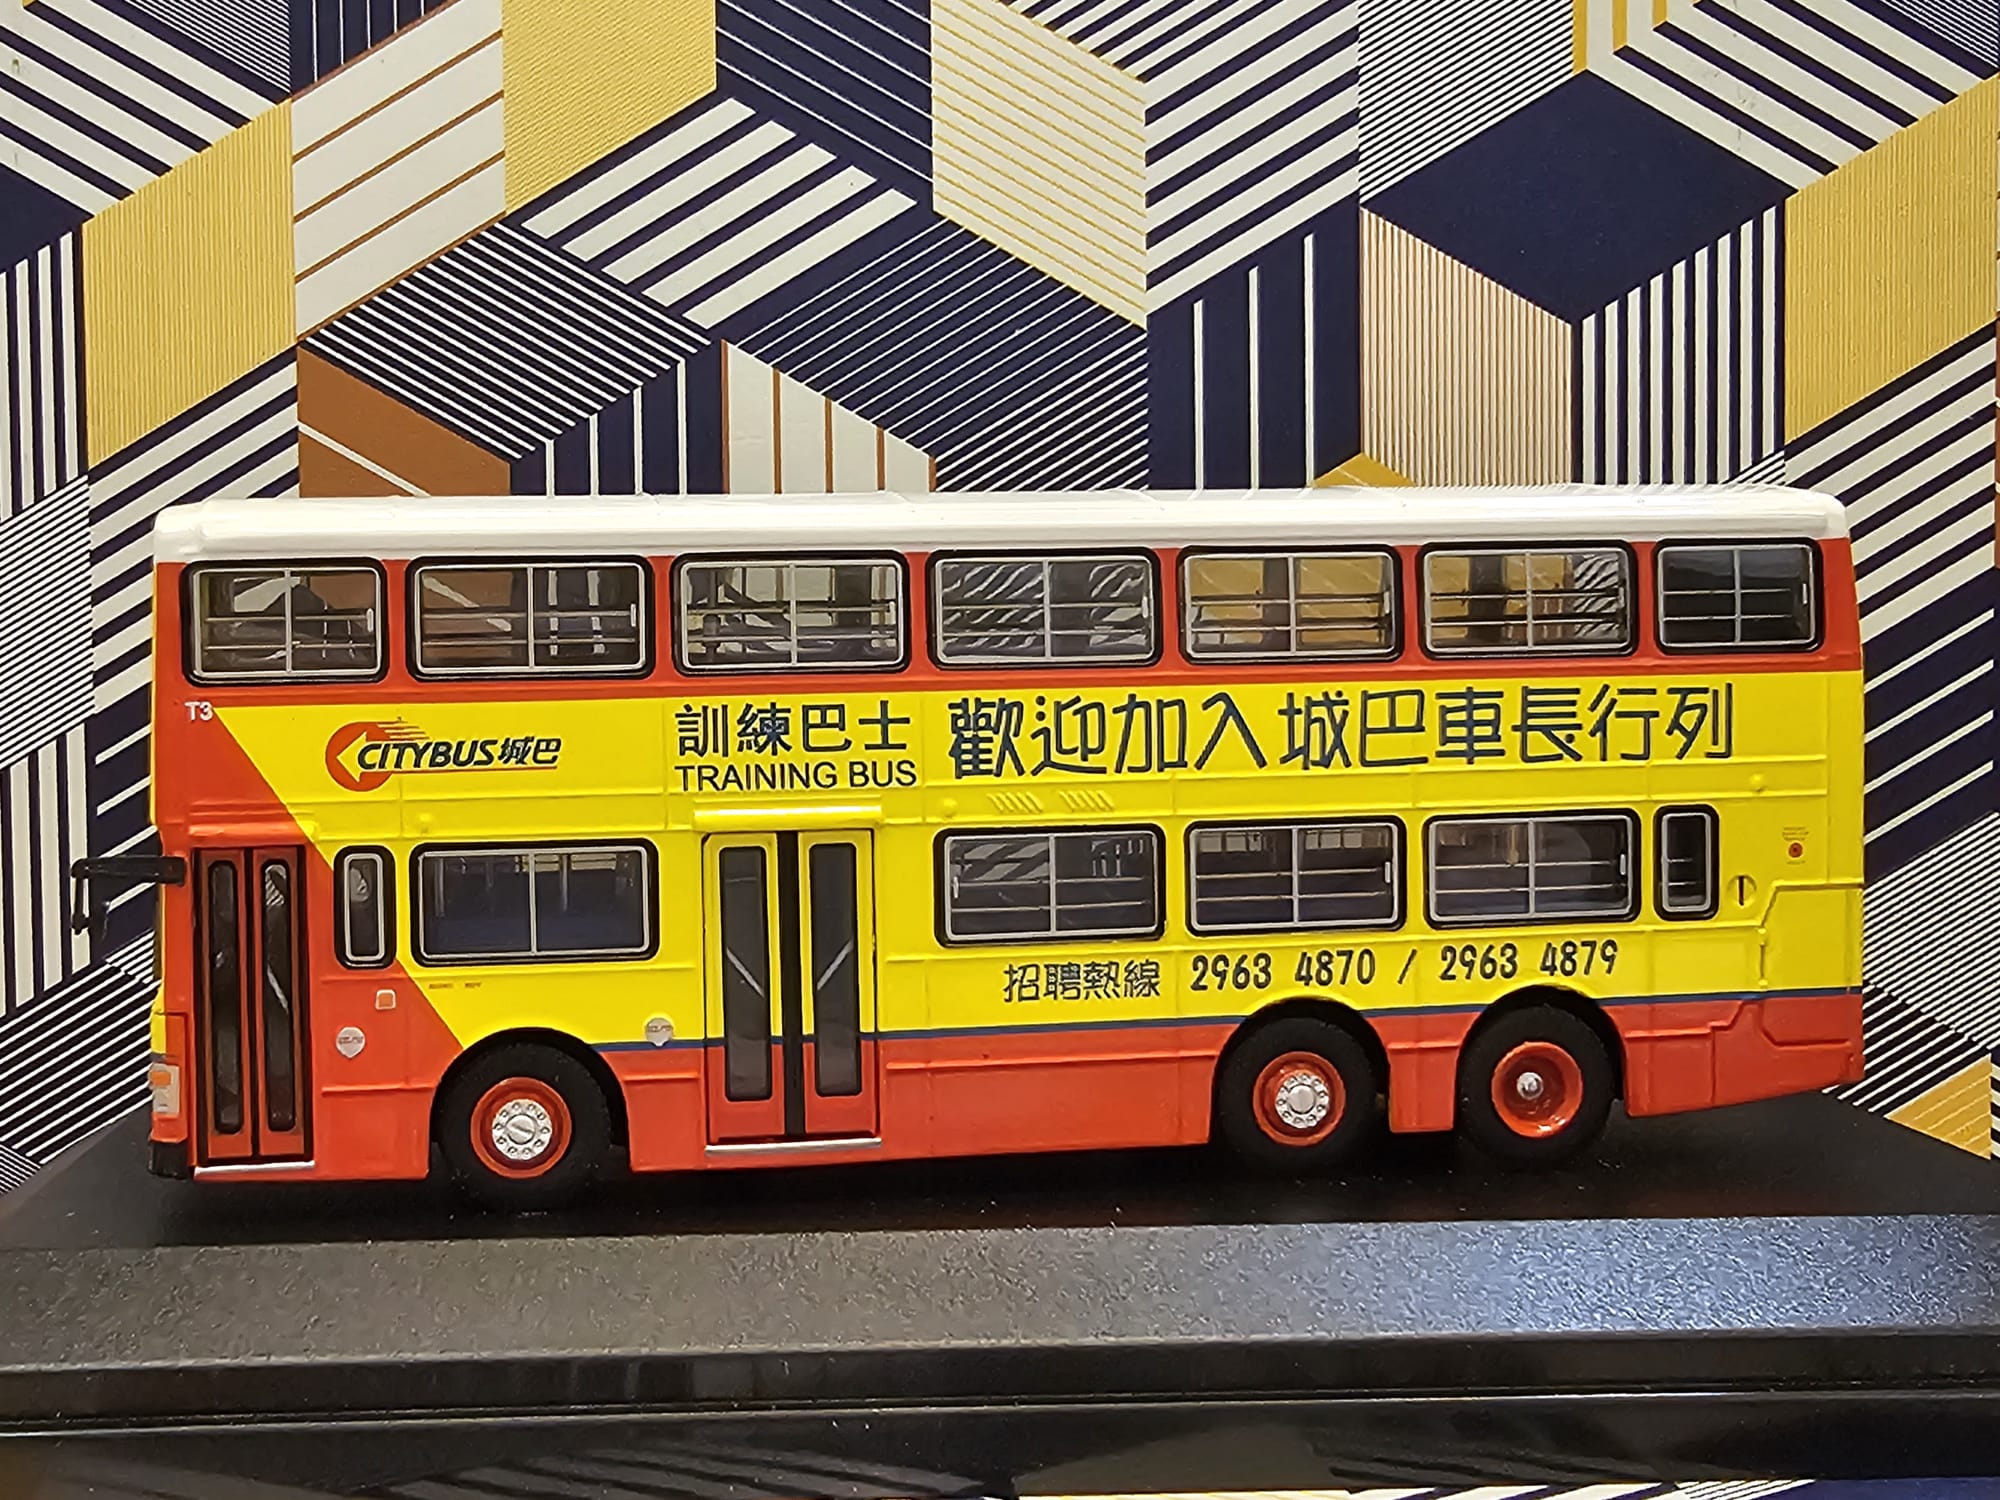 T3
CITYBUS城巴
訓練巴士
TRAINING BUS
歡迎加入城巴車長行列
招聘熱線 2963 4870 / 2963 4879